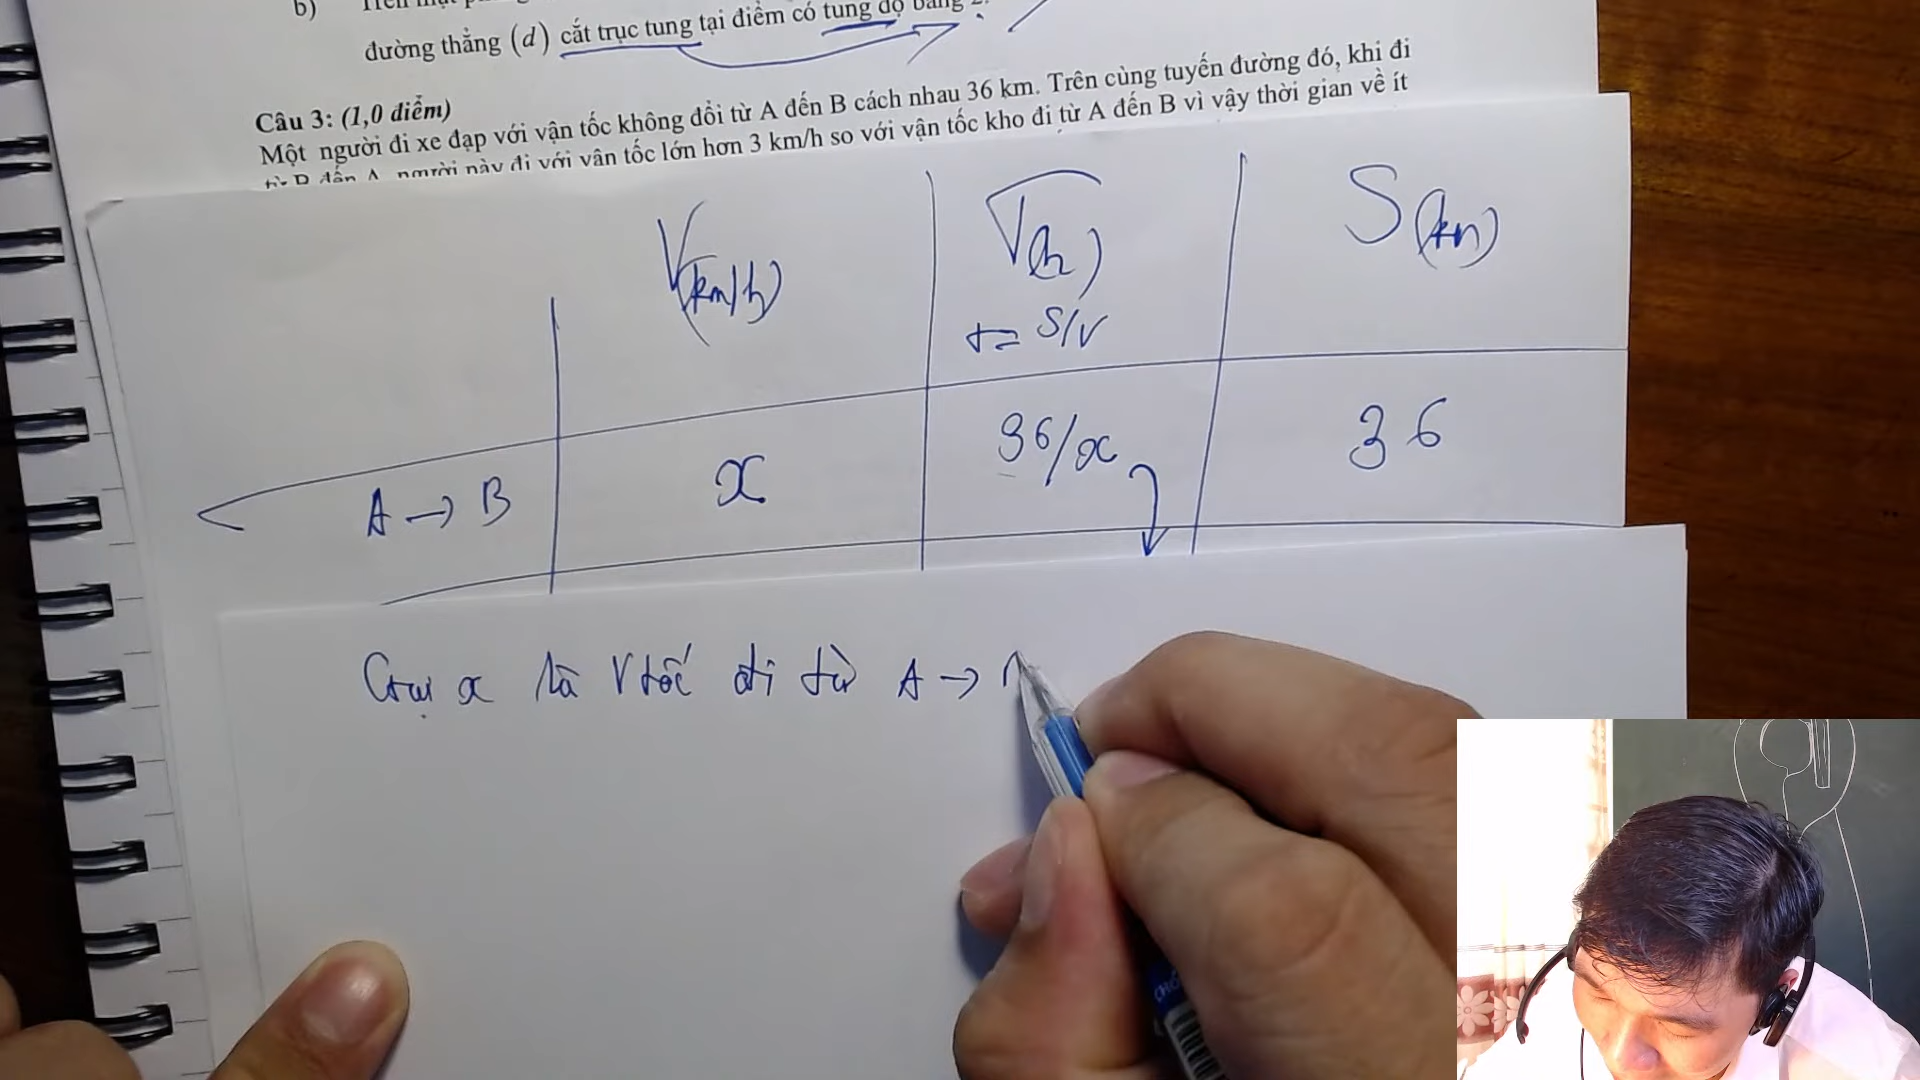 b)
đường thẳng (d) cắt trục tung tại điểm có tung độ bằng 2.
Câu 3: (1,0 điểm)
Một người đi xe đạp với vận tốc không đổi từ A đến B cách nhau 36 km. Trên cùng tuyến đường đó, khi đi
từ B đến A người này đi với vân tốc lớn hơn 3 km/h so với vận tốc kho đi từ A đến B vì vậy thời gian về ít
V(km/h) T(h) S(km)
t = S/V
A → B x 36/x 36
Gọi x là Vtốc đi từ A →